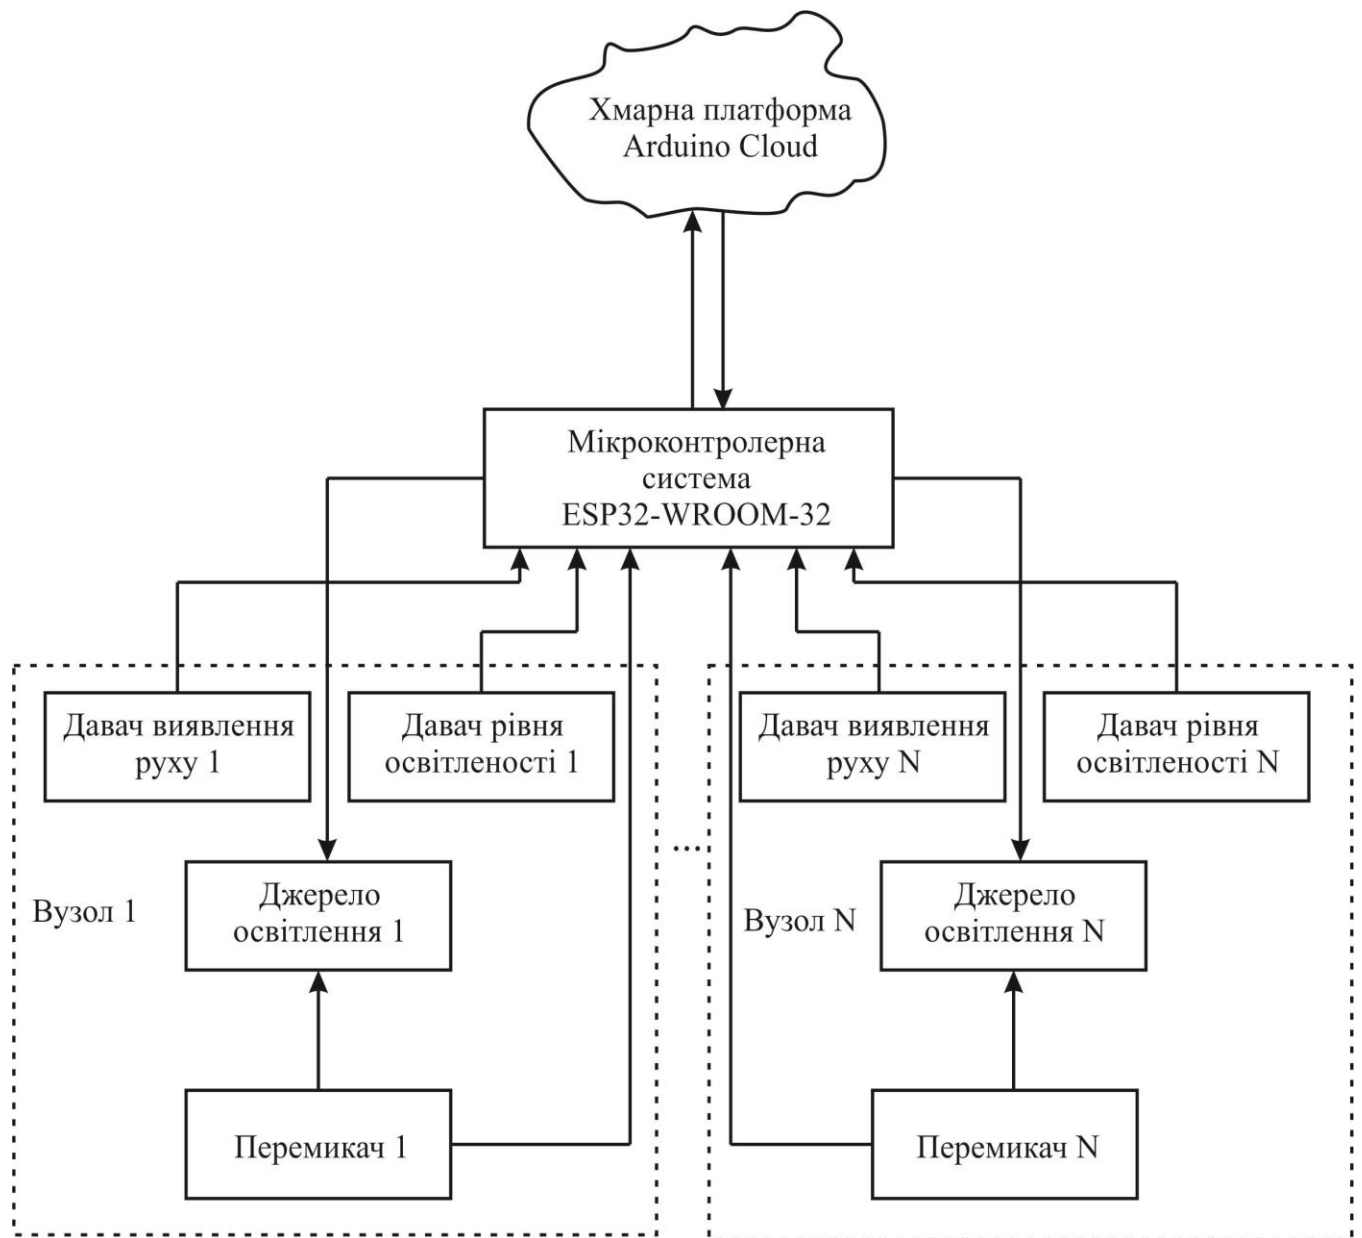 Хмарна платформа
Arduino Cloud
Мікроконтролерна
система
ESP32-WROOM-32
Давач виявлення
руху 1
Давач рівня
освітленості 1
Давач виявлення
руху N
Давач рівня
освітленості N
Вузол 1
Джерело
освітлення 1
...
Вузол N
Джерело
освітлення N
Перемикач 1
Перемикач N